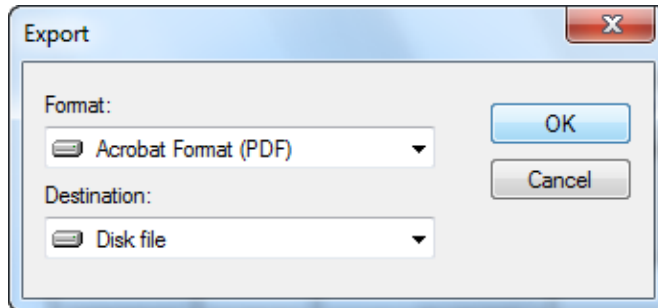 Export
Format:
Acrobat Format (PDF)
OK
Cancel
Destination:
Disk file